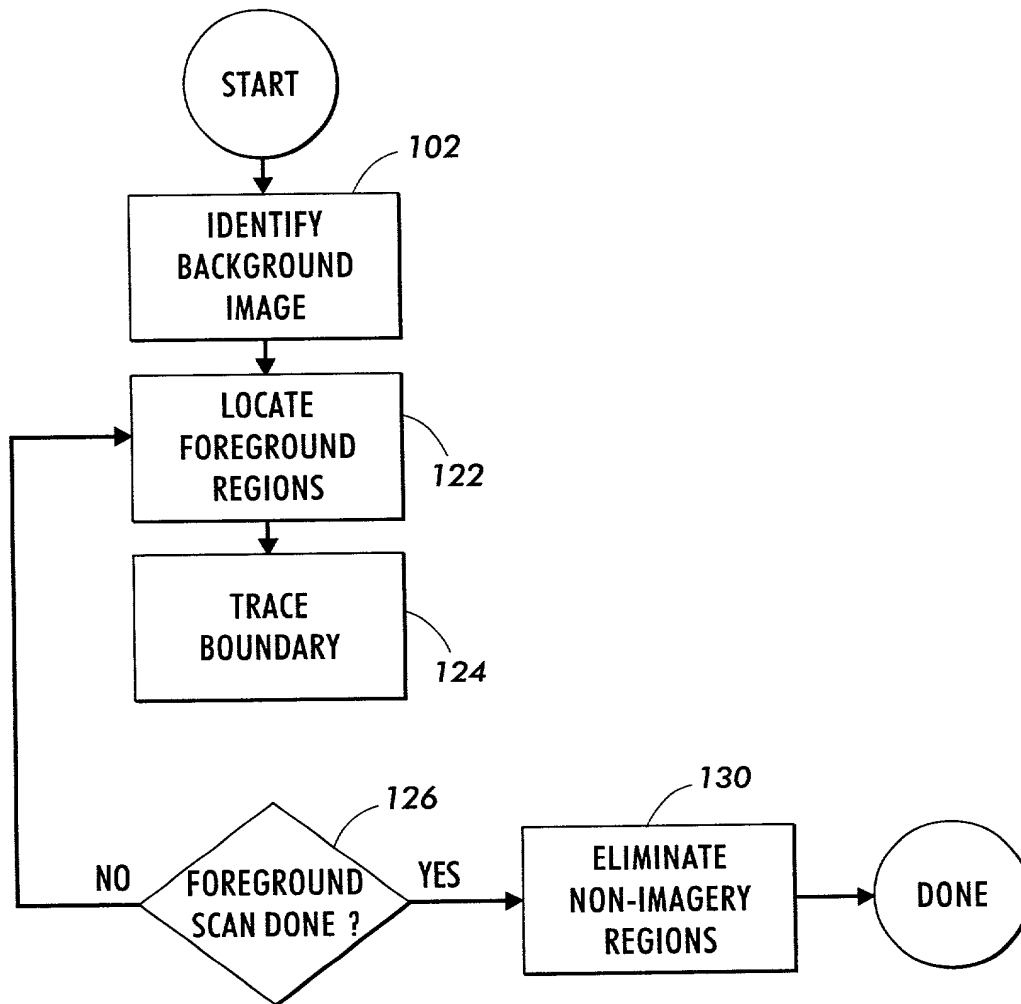 START
102
IDENTIFY
BACKGROUND
IMAGE
LOCATE
FOREGROUND
REGIONS
122
TRACE
BOUNDARY
124
126
NO
FOREGROUND
SCAN DONE ?
YES
130
ELIMINATE
NON-IMAGERY
REGIONS
DONE